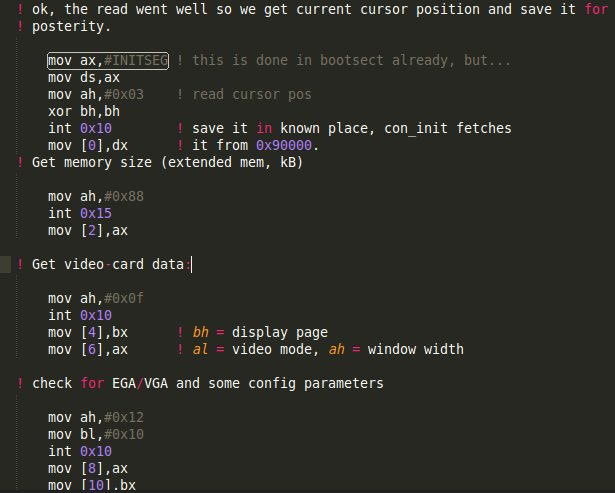 ! ok, the read went well so we get current cursor position and save it for
! posterity.
mov ax,#INITSEG ! this is done in bootsect already, but...
mov ds,ax
mov ah,#0x03 ! read cursor pos
xor bh,bh
int 0x10 ! save it in known place, con_init fetches
mov [0],dx ! it from 0x90000.
! Get memory size (extended mem, kB)
mov ah,#0x88
int 0x15
mov [2],ax
! Get video-card data:
mov ah,#0x0f
int 0x10
mov [4],bx ! bh = display page
mov [6],ax ! al = video mode, ah = window width
! check for EGA/VGA and some config parameters
mov ah,#0x12
mov bl,#0x10
int 0x10
mov [8],ax
mov [10],bx